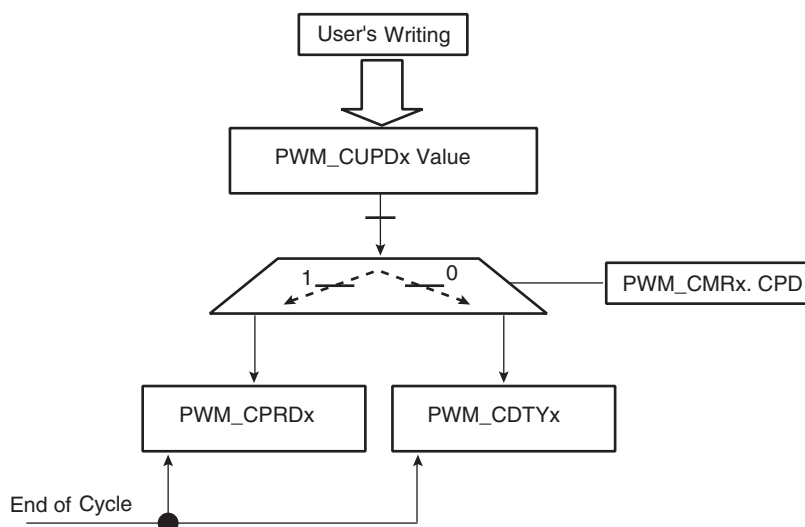 User's Writing
PWM_CUPDx Value
1
0
PWM_CMRx. CPD
PWM_CPRDx
PWM_CDTYx
End of Cycle